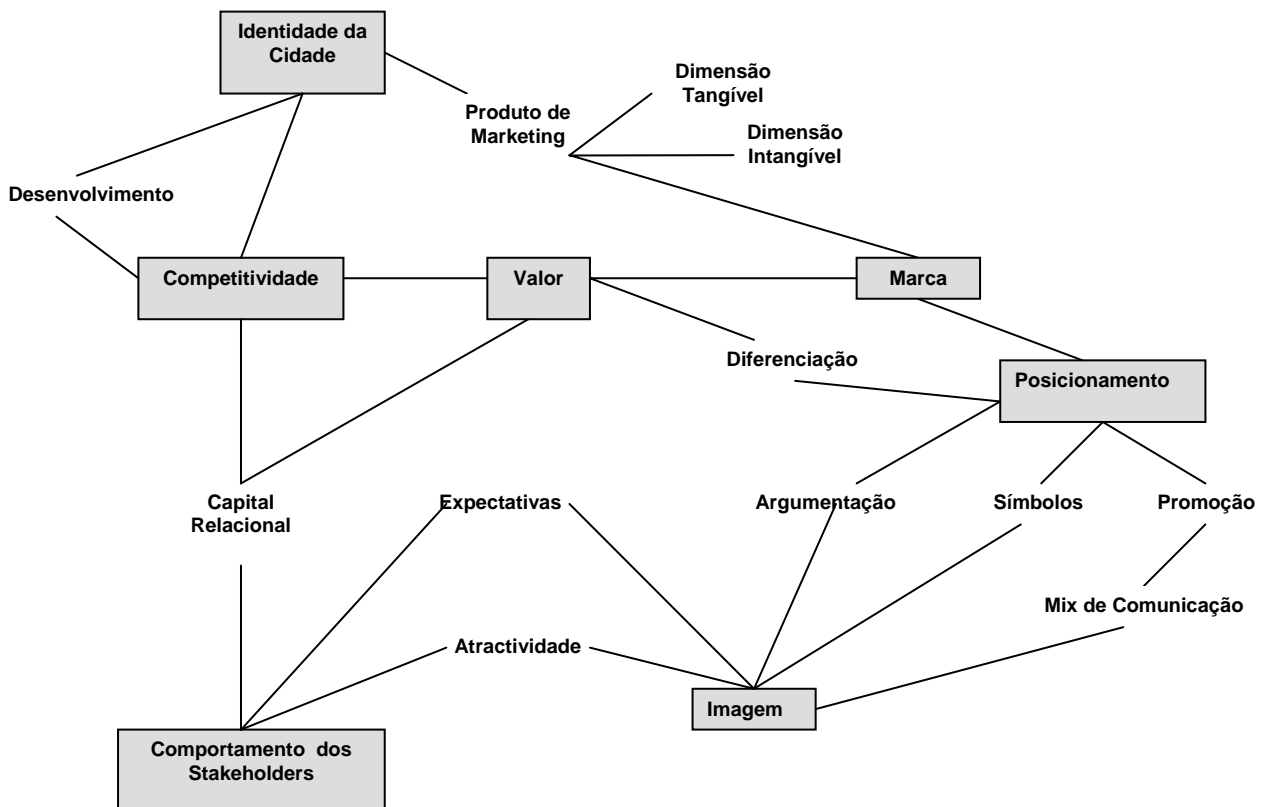 Identidade da
Cidade
Dimensão
Tangível
Produto de
Marketing
Dimensão
Intangível
Desenvolvimento
Competitividade
Valor
Marca
Diferenciação
Posicionamento
Capital
Relacional
Expectativas
Argumentação
Símbolos
Promoção
Mix de Comunicação
Atractividade
Imagem
Comportamento dos
Stakeholders